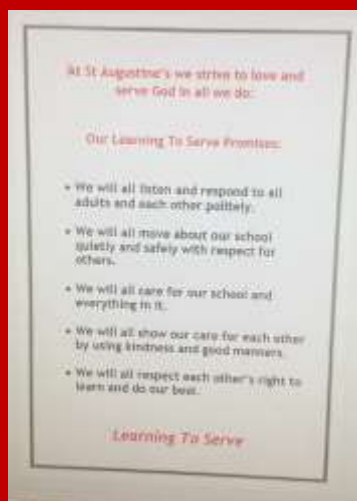 At St Augustine's we strive to love and
serve God in all we do:
Our Learning To Serve Promises:
• We will all listen and respond to all
adults and each other politely.
• We will all move about our school
quietly and safely with respect for
others.
• We will all care for our school and
everything in it.
• We will all show our care for each other
by using kindness and good manners.
• We will all respect each other's right to
learn and do our best.
Learning To Serve